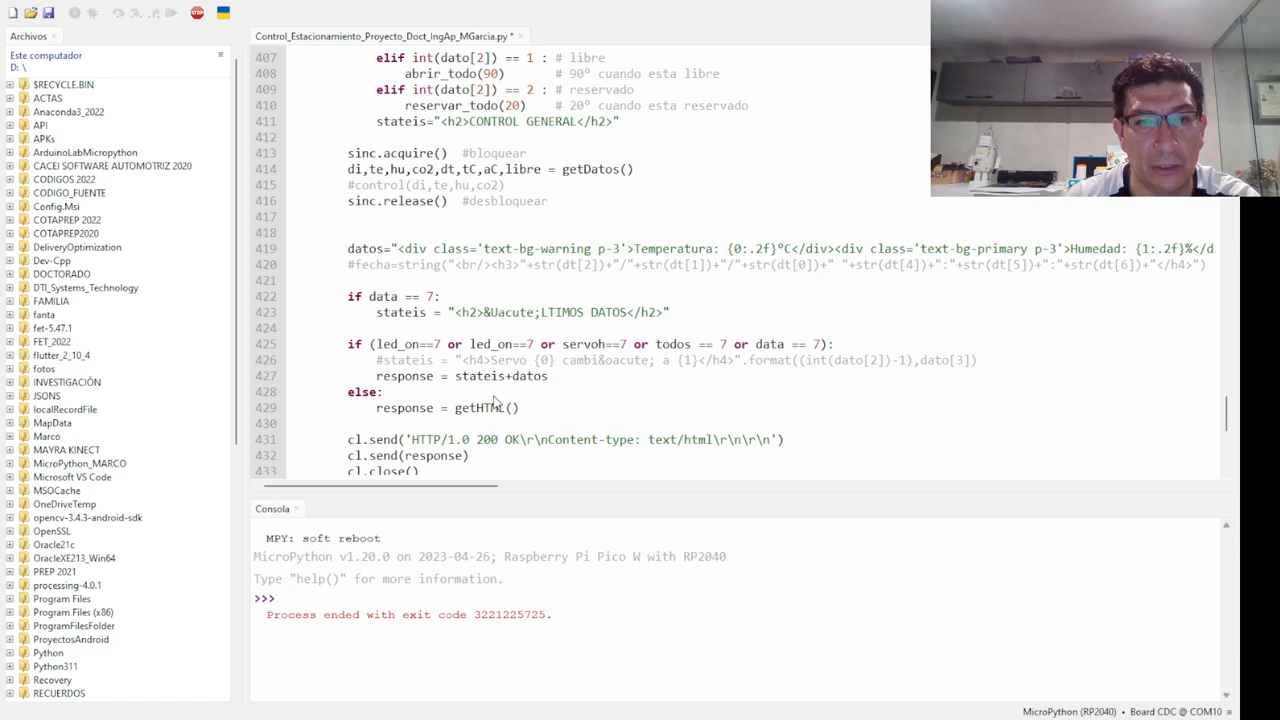 Archivos ×
Este computador
D: \
$RECYCLE.BIN
ACTAS
Anaconda3_2022
API
APKs
ArduinoLabMicropython
CACEI SOFTWARE AUTOMOTRIZ 2020
CODIGOS 2022
CODIGO_FUENTE
Config.Msi
COTAPREP 2022
COTAPREP2020
DeliveryOptimization
Dev-Cpp
DOCTORADO
DTI_Systems_Technology
FAMILIA
fanta
fet-5.47.1
FET_2022
flutter_2_10_4
fotos
INVESTIGACIÓN
JSONS
localRecordFile
MapData
Marco
MAYRA KINECT
MicroPython_MARCO
Microsoft VS Code
MSOCache
OneDriveTemp
opencv-3.4.3-android-sdk
OpenSSL
Oracle21c
OracleXE213_Win64
PREP 2021
processing-4.0.1
Program Files
Program Files (x86)
ProgramFilesFolder
ProyectosAndroid
Python
Python311
Recovery
RECUERDOS
Control_Estacionamiento_Proyecto_Doct_IngAp_MGarcia.py * ×
407 elif int(dato[2]) == 1 : # libre
408 abrir_todo(90) # 90º cuando esta libre
409 elif int(dato[2]) == 2 : # reservado
410 reservar_todo(20) # 20º cuando esta reservado
411 stateis="<h2>CONTROL GENERAL</h2>"
412
413 sinc.acquire() #bloquear
414 di,te,hu,co2,dt,tC,aC,libre = getDatos()
415 #control(di,te,hu,co2)
416 sinc.release() #desbloquear
417
418
419 datos="<div class='text-bg-warning p-3'>Temperatura: {0:.2f}ºC</div><div class='text-bg-primary p-3'>Humedad: {1:.2f}%</d
420 #fecha=string("<br/><h3>"+str(dt[2])+"/"+str(dt[1])+"/"+str(dt[0])+" "+str(dt[4])+":"+str(dt[5])+":"+str(dt[6])+"</h4>")
421
422 if data == 7:
423 stateis = "<h2>&Uacute;LTIMOS DATOS</h2>"
424
425 if (led_on==7 or led_on==7 or servoh==7 or todos == 7 or data == 7):
426 #stateis = "<h4>Servo {0} cambi&oacute; a {1}</h4>".format((int(dato[2])-1),dato[3])
427 response = stateis+datos
428 else:
429 response = getHTML()
430
431 cl.send('HTTP/1.0 200 OK\r\nContent-type: text/html\r\n\r\n')
432 cl.send(response)
433 cl.close()
Consola ×
MPY: soft reboot
MicroPython v1.20.0 on 2023-04-26; Raspberry Pi Pico W with RP2040
Type "help()" for more information.
>>>
Process ended with exit code 3221225725.
MicroPython (RP2040) • Board CDC @ COM10